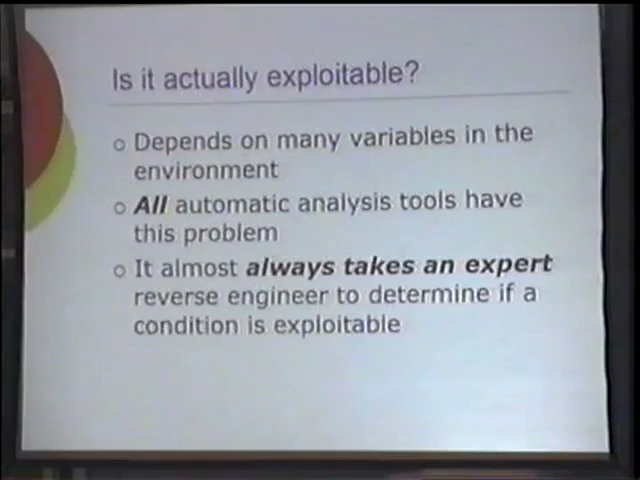 Is it actually exploitable?
○ Depends on many variables in the
environment
○ All automatic analysis tools have
this problem
○ It almost always takes an expert
reverse engineer to determine if a
condition is exploitable